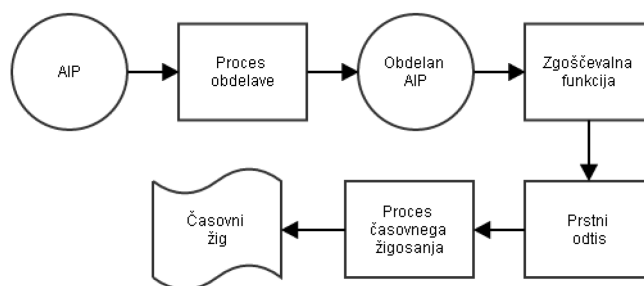 AIP
Proces
obdelave
Obdelan
AIP
Zgoščevalna
funkcija
Prstni
odtis
Proces
časovnega
žigosanja
Časovni
žig